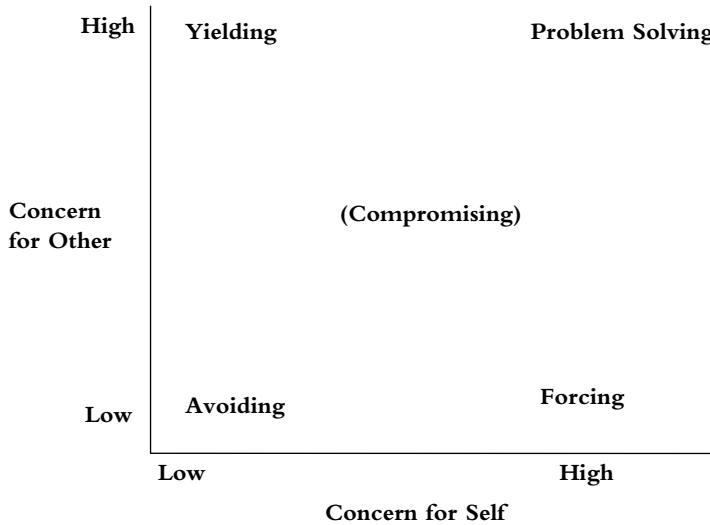 High
Yielding
Problem Solving
Concern
for Other
(Compromising)
Low
Avoiding
Forcing
Low
High
Concern for Self